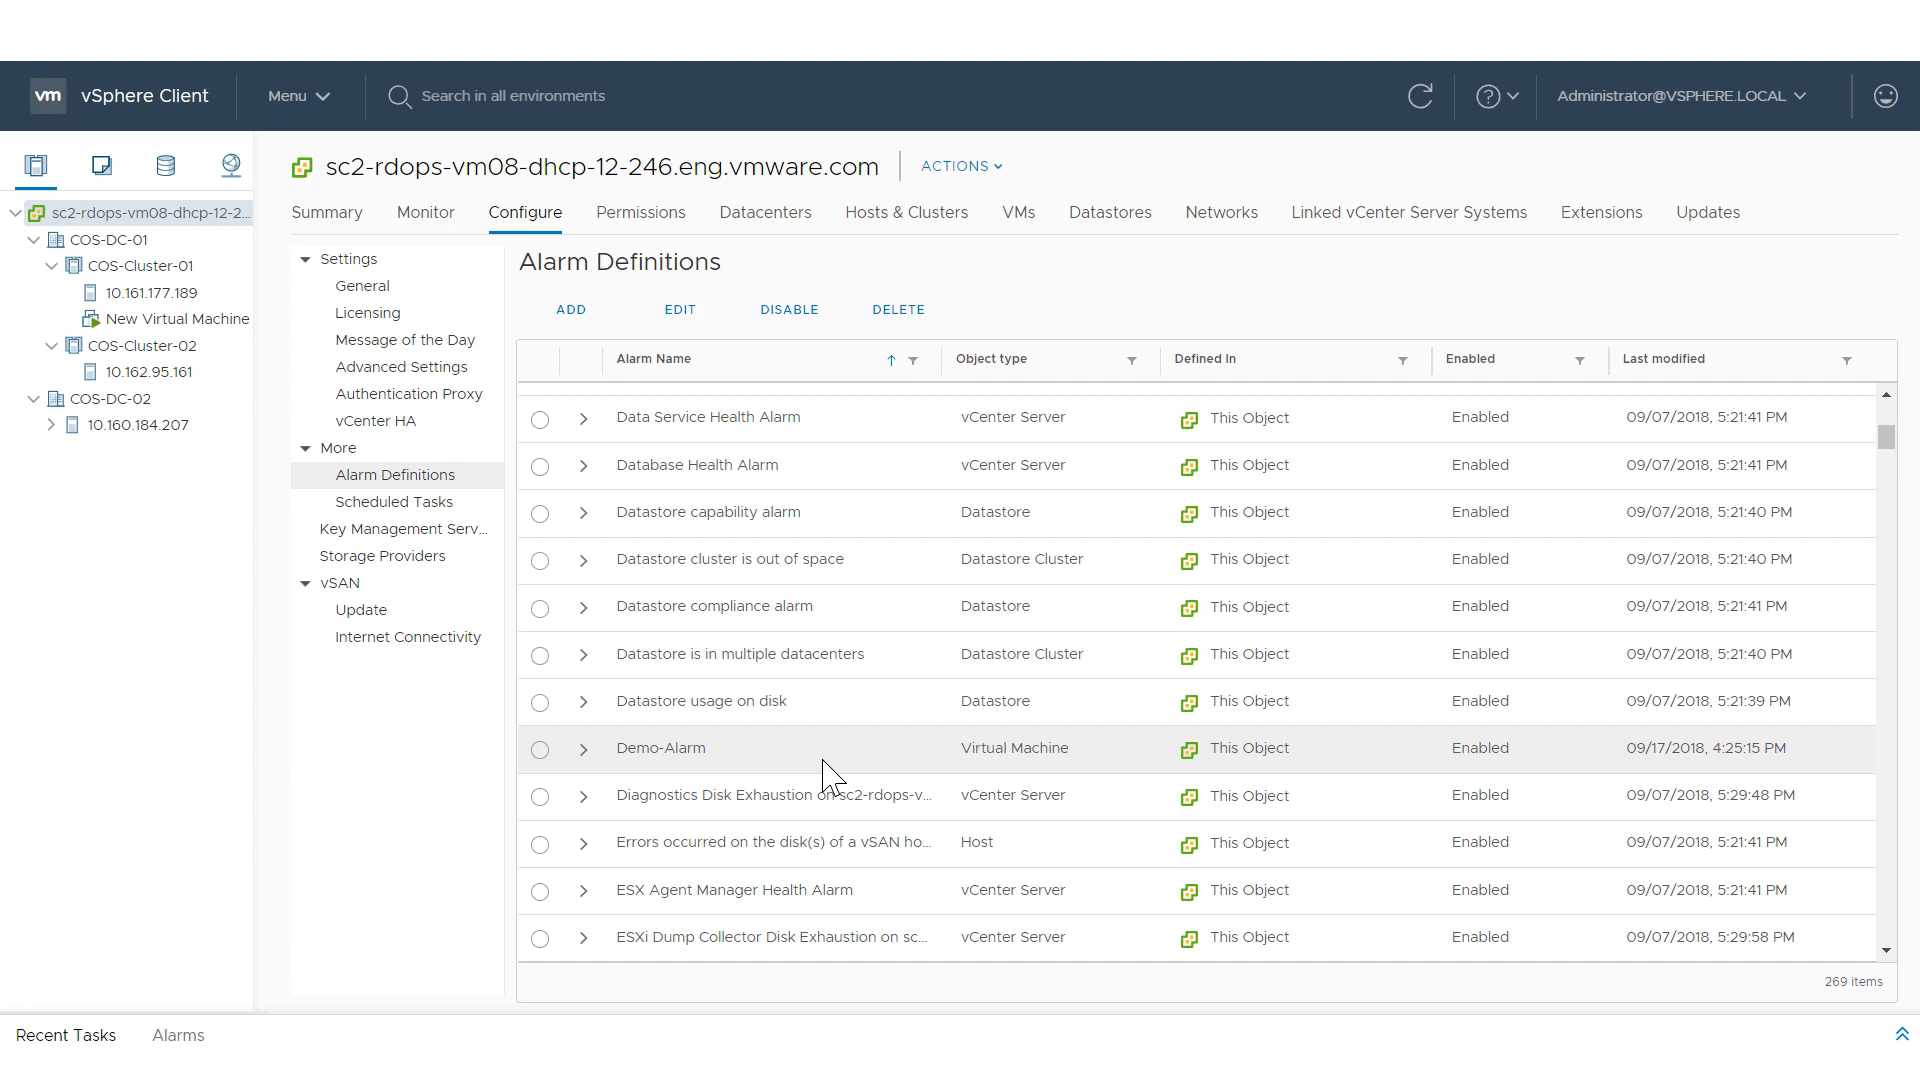 vm vSphere Client Menu Search in all environments Administrator@VSPHERE.LOCAL
sc2-rdops-vm08-dhcp-12-246.eng.vmware.com ACTIONS
Summary Monitor Configure Permissions Datacenters Hosts & Clusters VMs Datastores Networks Linked vCenter Server Systems Extensions Updates
sc2-rdops-vm08-dhcp-12-2...
COS-DC-01
COS-Cluster-01
10.161.177.189
New Virtual Machine
COS-Cluster-02
10.162.95.161
COS-DC-02
10.160.184.207
Settings
General
Licensing
Message of the Day
Advanced Settings
Authentication Proxy
vCenter HA
More
Alarm Definitions
Scheduled Tasks
Key Management Serv...
Storage Providers
vSAN
Update
Internet Connectivity
Alarm Definitions
ADD EDIT DISABLE DELETE
Alarm Name Object type Defined In Enabled Last modified
Data Service Health Alarm vCenter Server This Object Enabled 09/07/2018, 5:21:41 PM
Database Health Alarm vCenter Server This Object Enabled 09/07/2018, 5:21:41 PM
Datastore capability alarm Datastore This Object Enabled 09/07/2018, 5:21:40 PM
Datastore cluster is out of space Datastore Cluster This Object Enabled 09/07/2018, 5:21:40 PM
Datastore compliance alarm Datastore This Object Enabled 09/07/2018, 5:21:41 PM
Datastore is in multiple datacenters Datastore Cluster This Object Enabled 09/07/2018, 5:21:40 PM
Datastore usage on disk Datastore This Object Enabled 09/07/2018, 5:21:39 PM
Demo-Alarm Virtual Machine This Object Enabled 09/17/2018, 4:25:15 PM
Diagnostics Disk Exhaustion on sc2-rdops-v... vCenter Server This Object Enabled 09/07/2018, 5:29:48 PM
Errors occurred on the disk(s) of a vSAN ho... Host This Object Enabled 09/07/2018, 5:21:41 PM
ESX Agent Manager Health Alarm vCenter Server This Object Enabled 09/07/2018, 5:21:41 PM
ESXi Dump Collector Disk Exhaustion on sc... vCenter Server This Object Enabled 09/07/2018, 5:29:58 PM
269 items
Recent Tasks Alarms